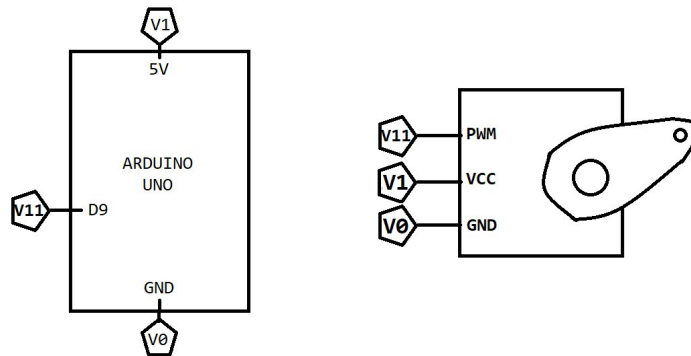 V1
5V
ARDUINO
UNO
V11
D9
GND
V0
V11
PWM
V1
VCC
V0
GND